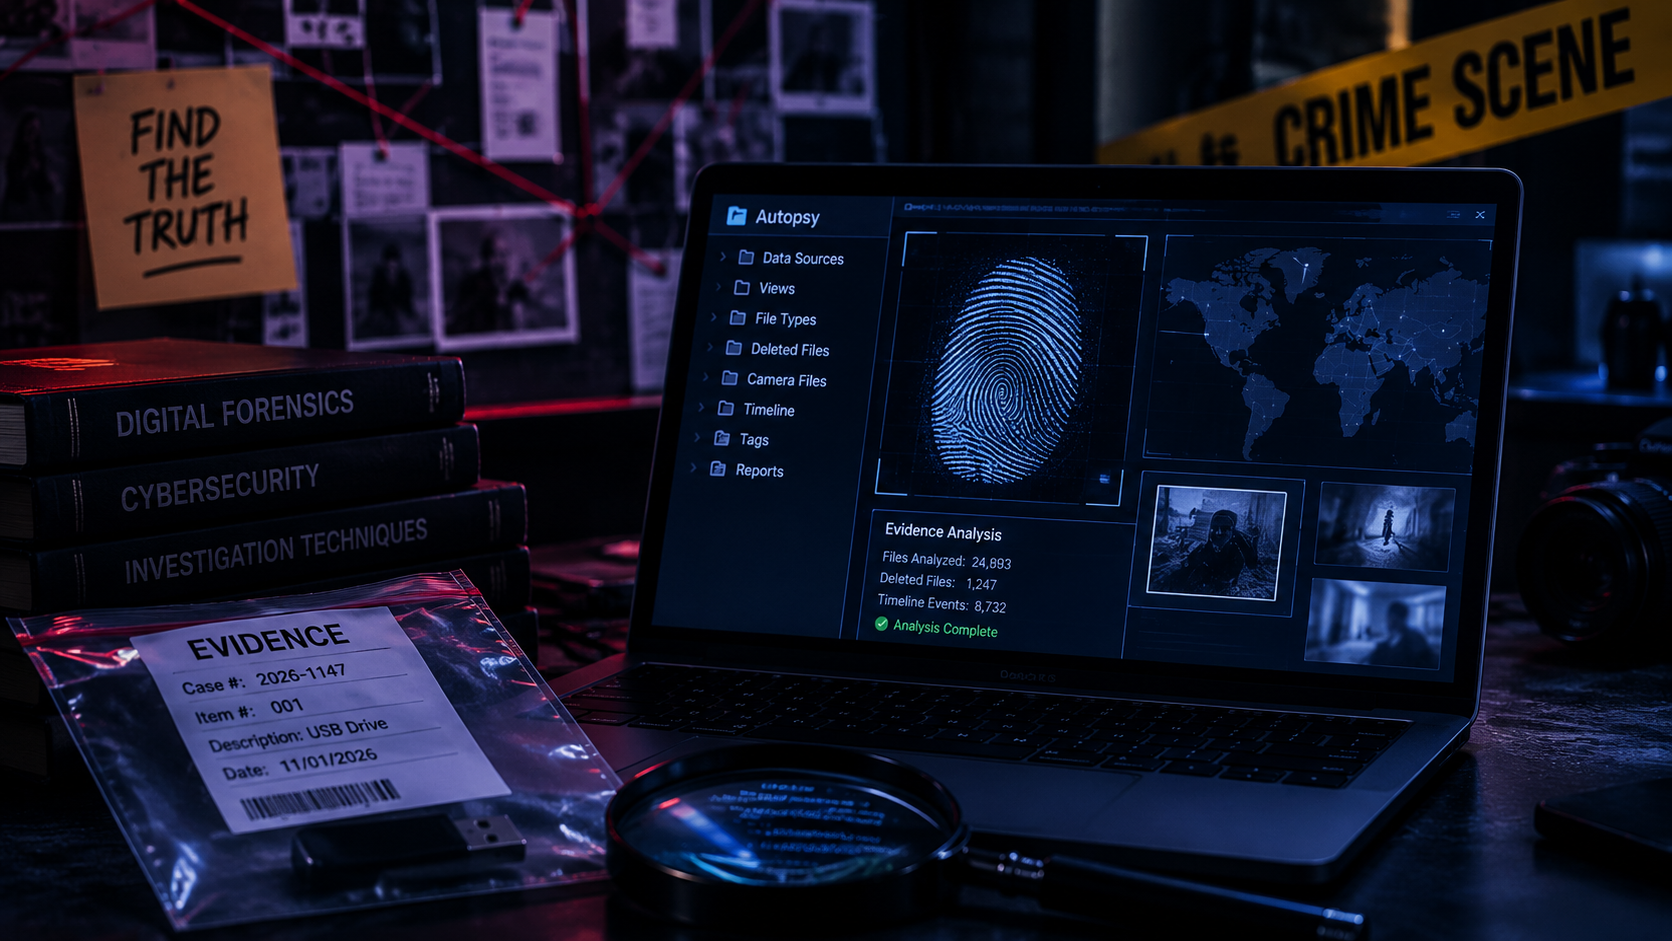 FIND
THE
TRUTH
CRIME SCENE
DIGITAL FORENSICS
CYBERSECURITY
INVESTIGATION TECHNIQUES
EVIDENCE
Case #: 2026-1147
Item #: 001
Description: USB Drive
Date: 11/01/2026
Autopsy
Data Sources
Views
File Types
Deleted Files
Camera Files
Timeline
Tags
Reports
Evidence Analysis
Files Analyzed: 24,893
Deleted Files: 1,247
Timeline Events: 8,732
Analysis Complete